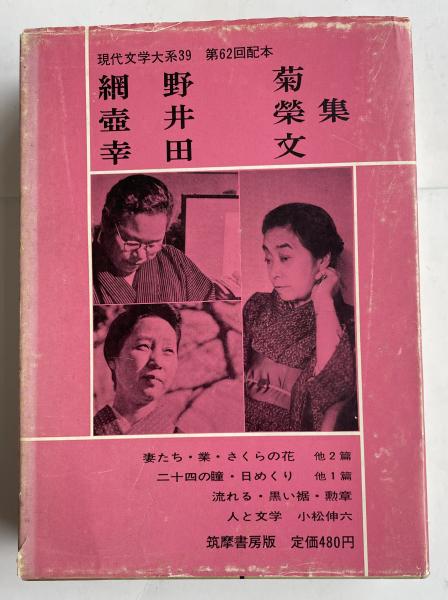 現代文学大系39 第62回配本
網野 菊
壺井 榮 集
幸田 文
妻たち・業・さくらの花 他2篇
二十四の瞳・日めくり 他1篇
流れる・黒い裾・勲章
人と文学 小松伸六
筑摩書房版 定価480円